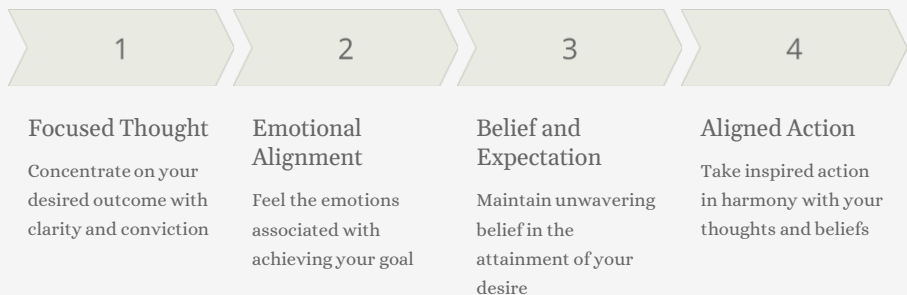 1
2
3
4
Focused Thought
Concentrate on your
desired outcome with
clarity and conviction
Emotional
Alignment
Feel the emotions
associated with
achieving your goal
Belief and
Expectation
Maintain unwavering
belief in the
attainment of your
desire
Aligned Action
Take inspired action
in harmony with your
thoughts and beliefs